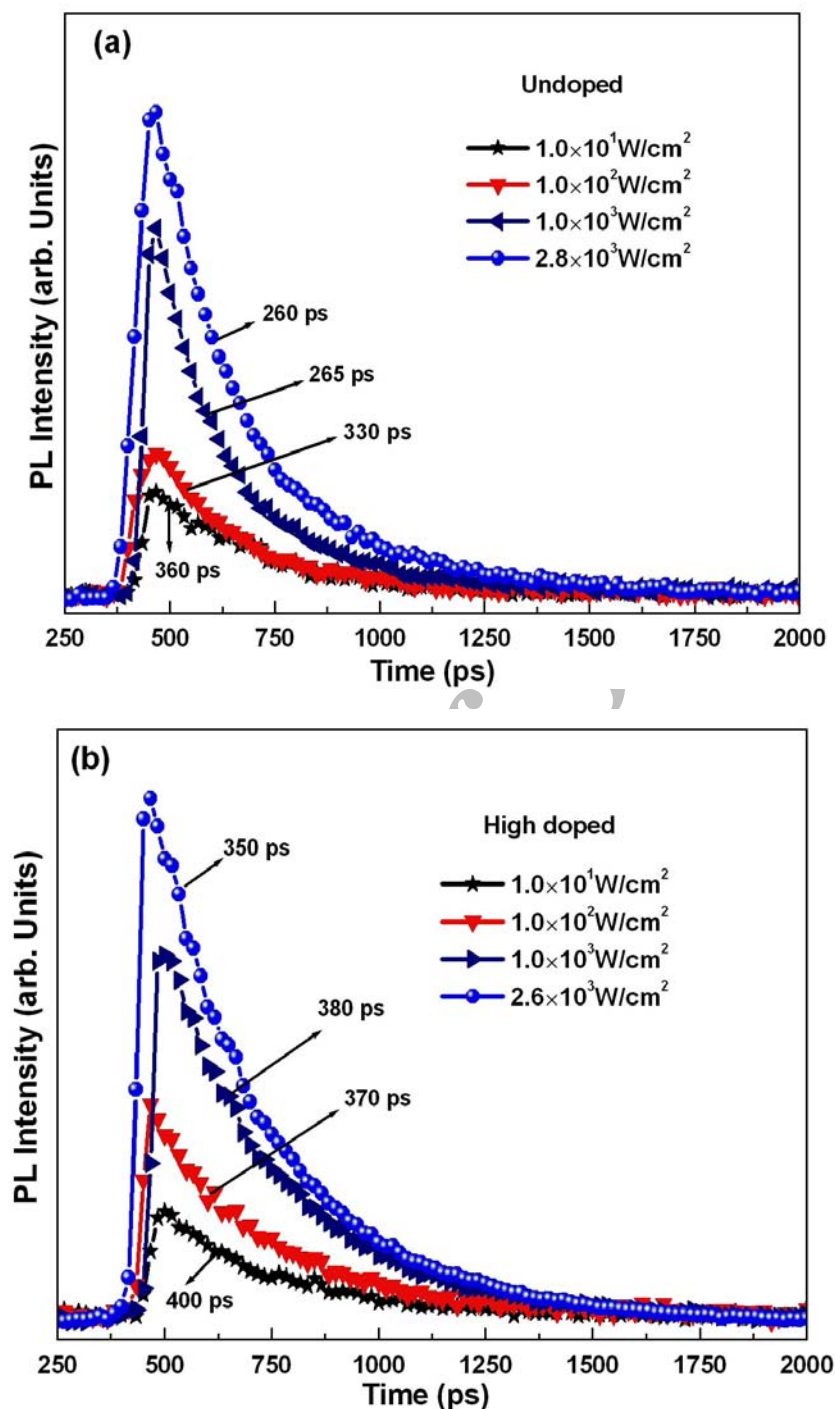 (a)
Undoped
1.0×10¹W/cm²
1.0×10²W/cm²
1.0×10³W/cm²
2.8×10³W/cm²
260 ps
265 ps
330 ps
360 ps
PL Intensity (arb. Units)
250 500 750 1000 1250 1500 1750 2000
Time (ps)
(b)
High doped
1.0×10¹W/cm²
1.0×10²W/cm²
1.0×10³W/cm²
2.6×10³W/cm²
350 ps
380 ps
370 ps
400 ps
PL Intensity (arb. Units)
250 500 750 1000 1250 1500 1750 2000
Time (ps)